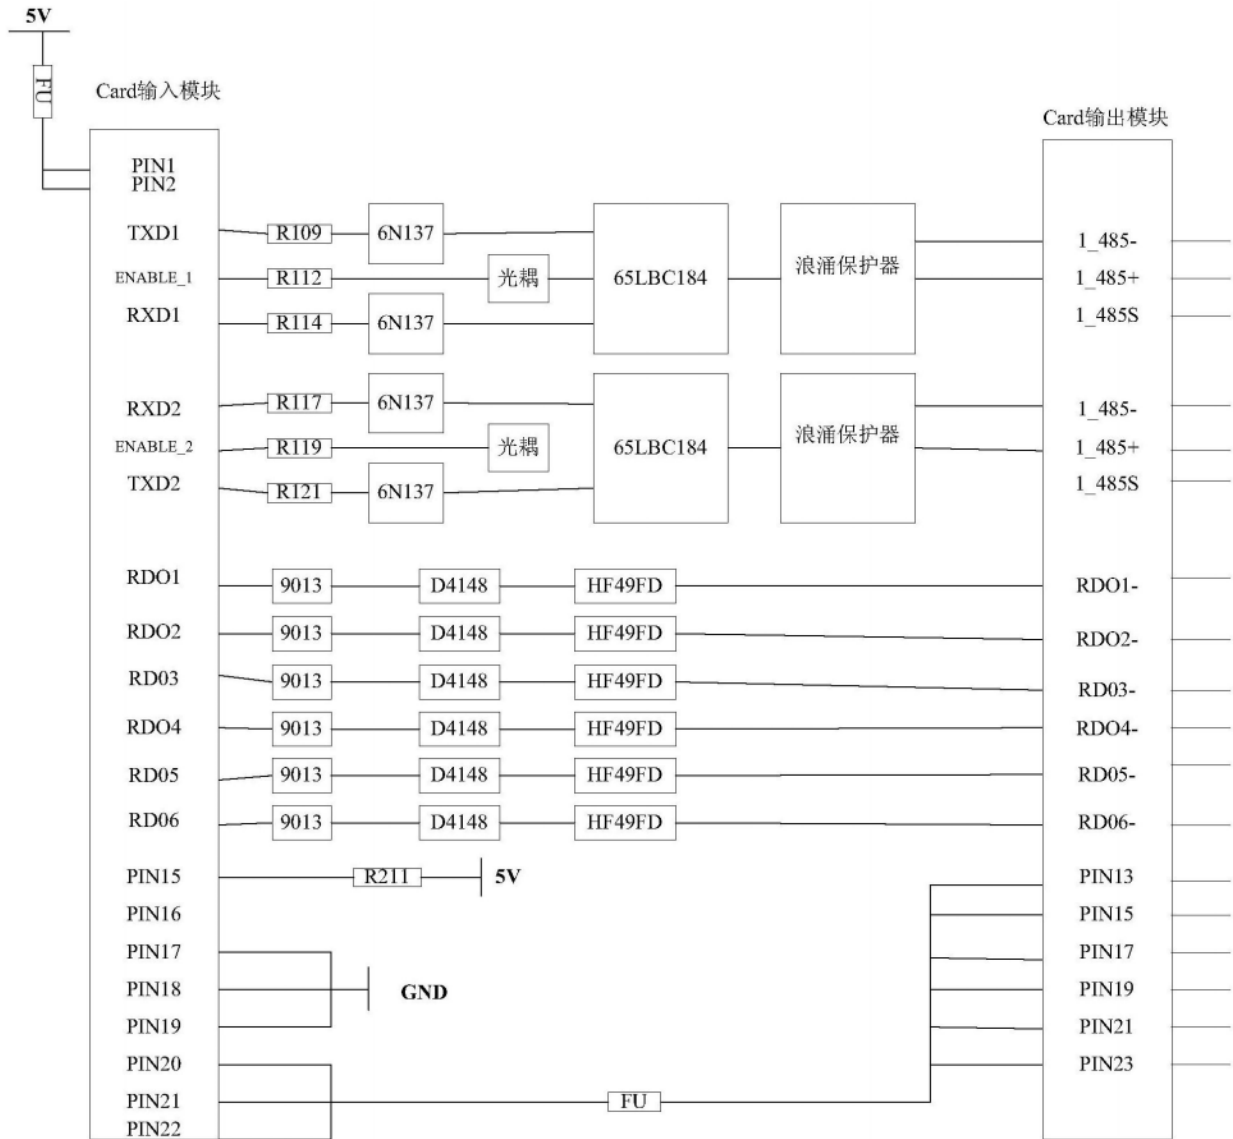 5V
FU
Card输入模块
Card输出模块
PIN1
PIN2
TXD1 R109 6N137 1_485-
ENABLE_1 R112 光耦 65LBC184 浪涌保护器 1_485+
RXD1 R114 6N137 1_485S
RXD2 R117 6N137 1_485-
ENABLE_2 R119 光耦 65LBC184 浪涌保护器 1_485+
TXD2 R121 6N137 1_485S
RDO1 9013 D4148 HF49FD RDO1-
RDO2 9013 D4148 HF49FD RDO2-
RD03 9013 D4148 HF49FD RD03-
RDO4 9013 D4148 HF49FD RDO4-
RD05 9013 D4148 HF49FD RD05-
RD06 9013 D4148 HF49FD RD06-
PIN15 R211 5V PIN13
PIN16 PIN15
PIN17 PIN17
PIN18 GND PIN19
PIN19 PIN21
PIN20 PIN23
PIN21 FU
PIN22